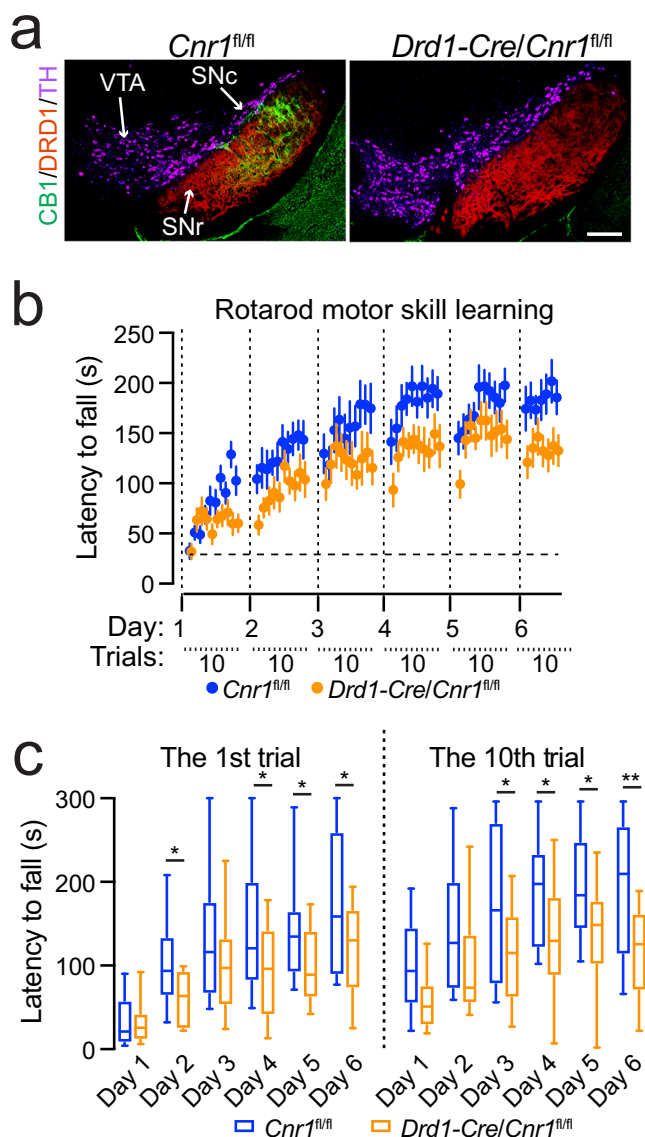 a
Cnr1fl/fl
Drd1-Cre/Cnr1fl/fl
CB1/DRD1/TH
VTA
SNc
SNr
b
Rotarod motor skill learning
Latency to fall (s)
250
200
150
100
50
0
Day: 1 2 3 4 5 6
Trials: 10 10 10 10 10 10
Cnr1fl/fl Drd1-Cre/Cnr1fl/fl
c
The 1st trial
The 10th trial
* * * * * * * **
Latency to fall (s)
300
200
100
0
Day 1 Day 2 Day 3 Day 4 Day 5 Day 6 Day 1 Day 2 Day 3 Day 4 Day 5 Day 6
Cnr1fl/fl Drd1-Cre/Cnr1fl/fl